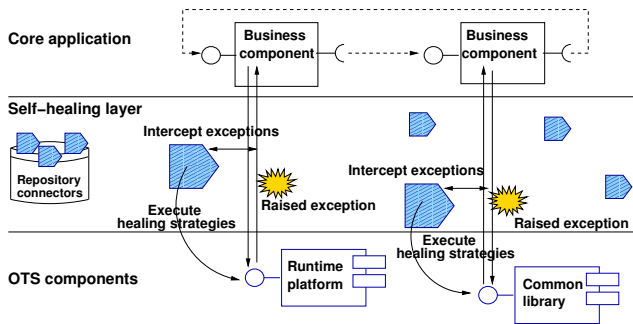 Core application
Business
component
Business
component
Self-healing layer
Intercept exceptions
Repository
connectors
Intercept exceptions
Raised exception
Execute
healing strategies
Raised exception
Execute
healing strategies
OTS components
Runtime
platform
Common
library